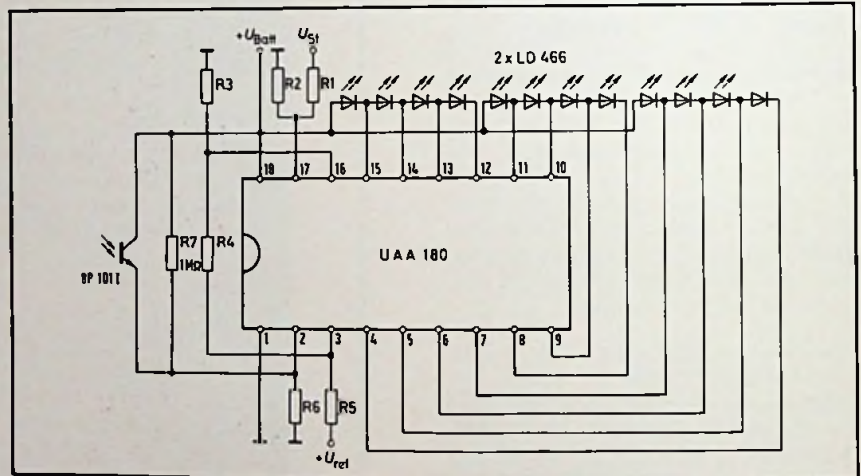 +U_Batt U_St
2 x LD 466
R3 R2 R1
18 17 16 15 14 13 12 11 10
R7 R4
1MΩ
UAA 180
BP 101 I
1 2 3 4 5 6 7 8 9
R6 R5
+U_ref